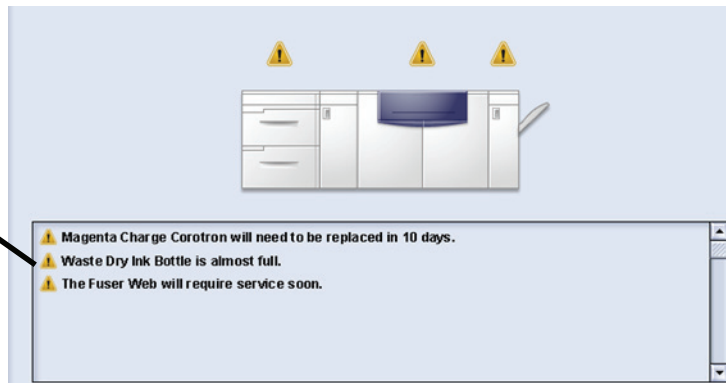 Magenta Charge Corotron will need to be replaced in 10 days.
Waste Dry Ink Bottle is almost full.
The Fuser Web will require service soon.